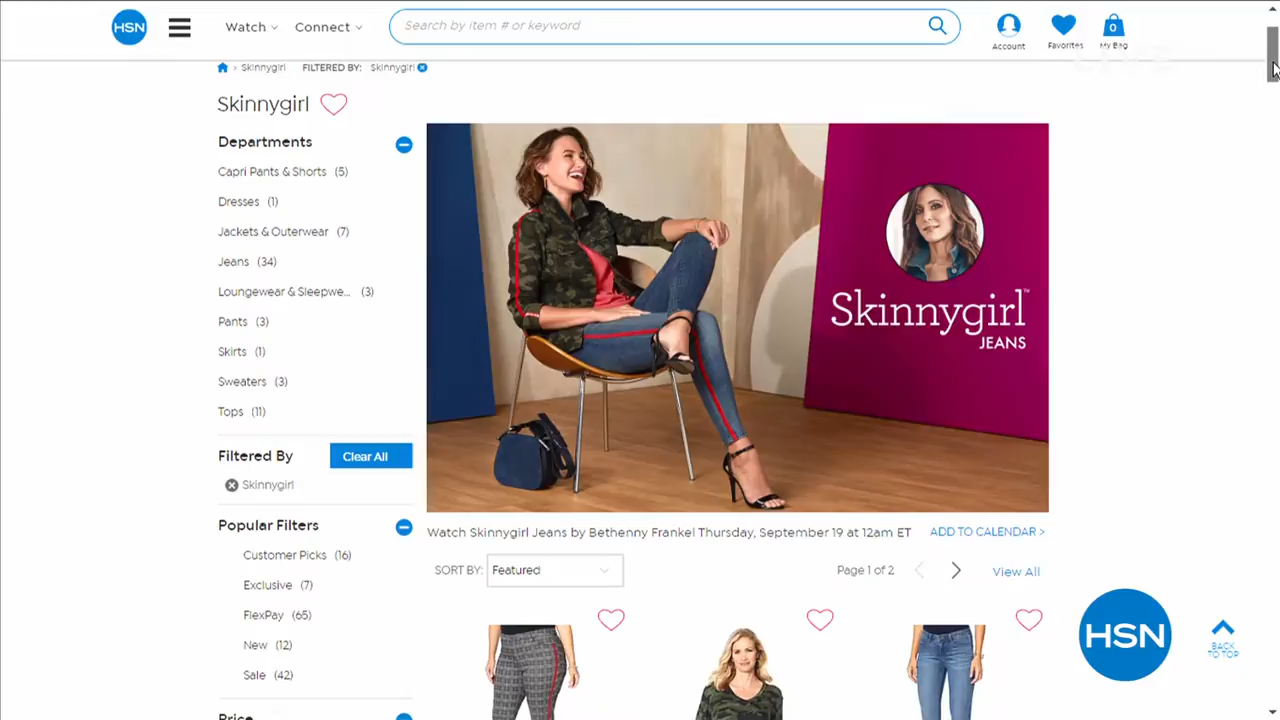 HSN
Watch
Connect
Search by item # or keyword
Account
Favorites
0
My Bag
Skinnygirl
FILTERED BY:
Skinnygirl
Skinnygirl
Departments
Capri Pants & Shorts (5)
Dresses (1)
Jackets & Outerwear (7)
Jeans (34)
Loungewear & Sleepwe... (3)
Pants (3)
Skirts (1)
Sweaters (3)
Tops (11)
Filtered By
Clear All
Skinnygirl
Popular Filters
Customer Picks (16)
Exclusive (7)
FlexPay (65)
New (12)
Sale (42)
Price
Skinnygirl™
JEANS
Watch Skinnygirl Jeans by Bethenny Frankel Thursday, September 19 at 12am ET
ADD TO CALENDAR >
SORT BY:
Featured
Page 1 of 2
View All
HSN
BACK
TO TOP